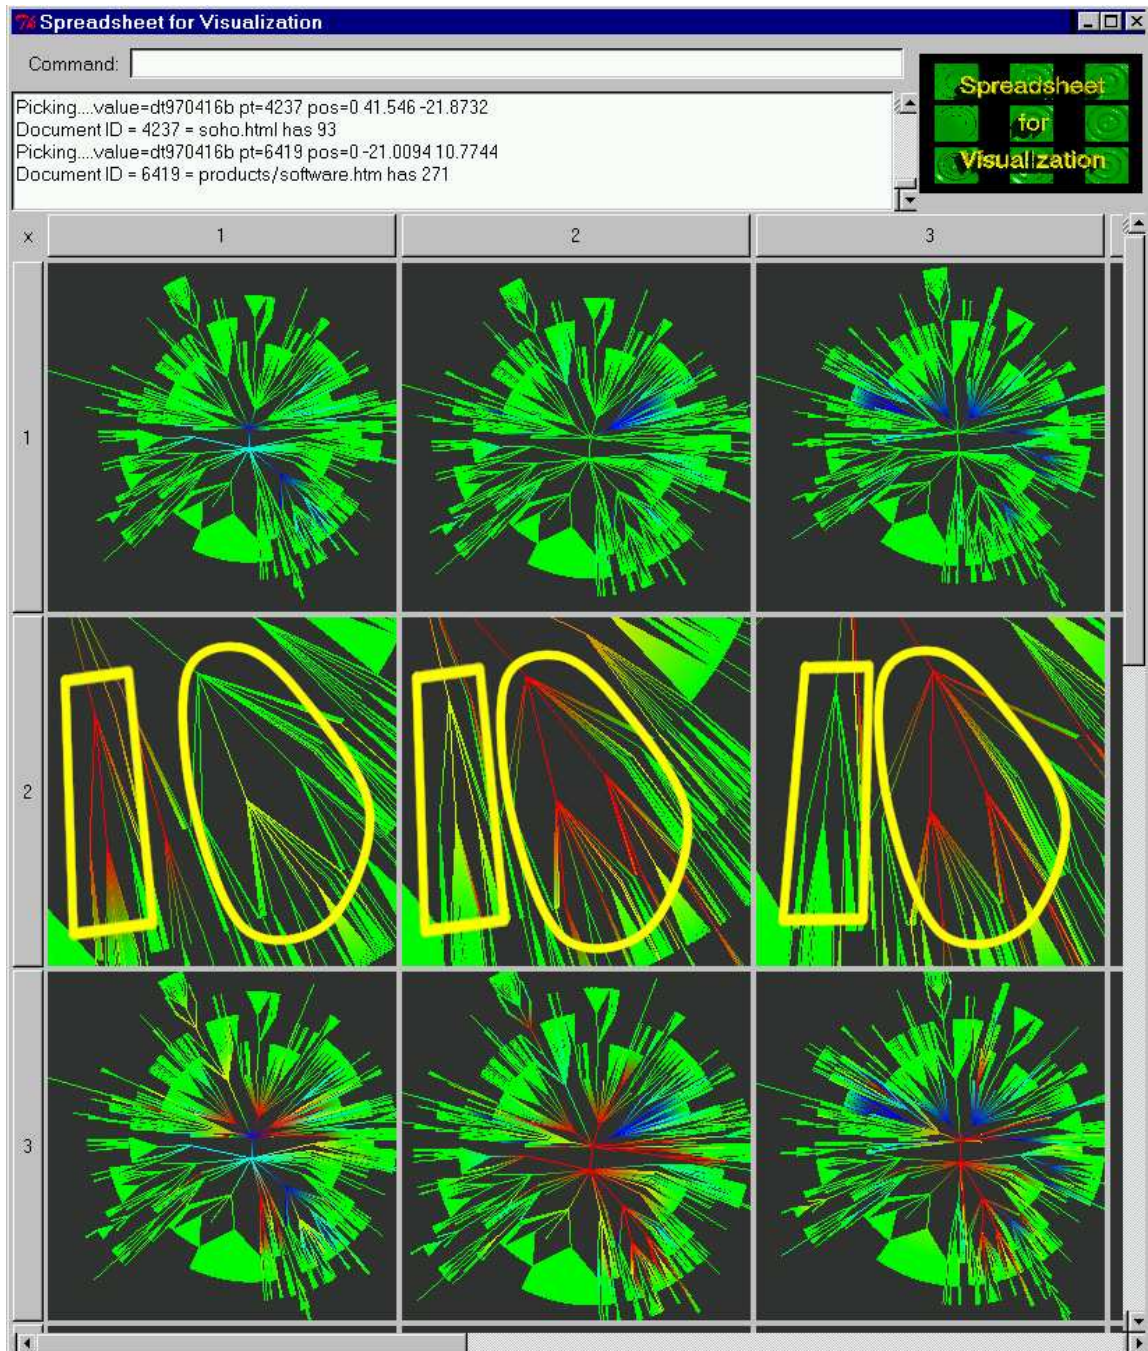 Spreadsheet for Visualization
Command:
Picking....value=dt970416b pt=4237 pos=0 41.546 -21.8732
Document ID = 4237 = soho.html has 93
Picking....value=dt970416b pt=6419 pos=0 -21.0094 10.7744
Document ID = 6419 = products/software.htm has 271
Spreadsheet
for
Visualization
x 1 2 3
1
2
3